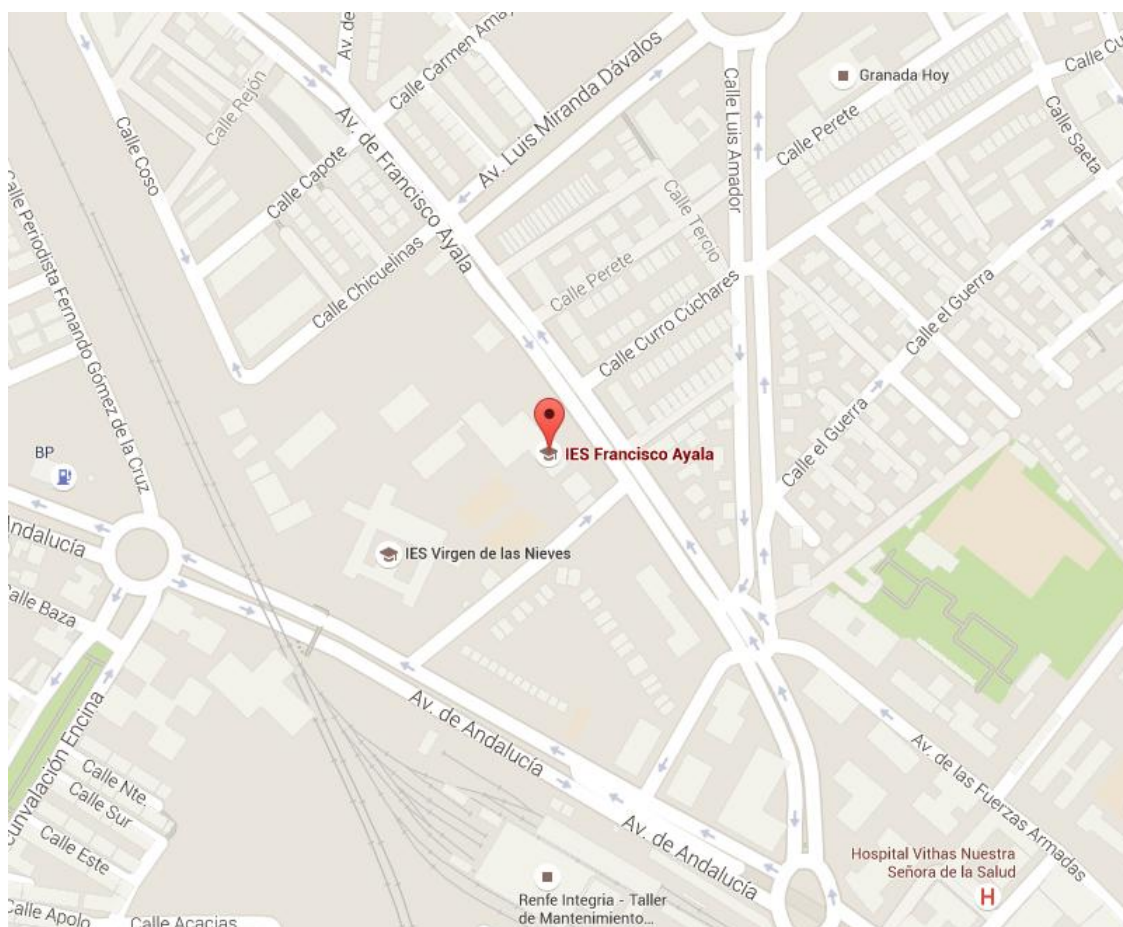 Calle Carmen Amay
Av. de
Calle Rejón
Av. Luis Miranda Dávalos
Granada Hoy
Calle Cu
Calle Coso
Av. de Francisco Ayala
Calle Luis Amador
Calle Perete
Calle Saeta
Calle Capote
Calle Tercio
Calle Periodista Fernando Gómez de la Cruz
Calle Chicuelinas
Calle Perete
Calle el Guerra
Calle Curro Cúchares
Calle el Guerra
BP
IES Francisco Ayala
Andalucía
IES Virgen de las Nieves
Calle Baza
Av. de Andalucía
unvalación Encina
Calle Nte.
Calle Sur
Calle Este
Av. de Andalucía
Av. de las Fuerzas Armadas
Hospital Vithas Nuestra
Señora de la Salud
H
Renfe Integria - Taller
de Mantenimiento...
Calle Apolo
Calle Acacias